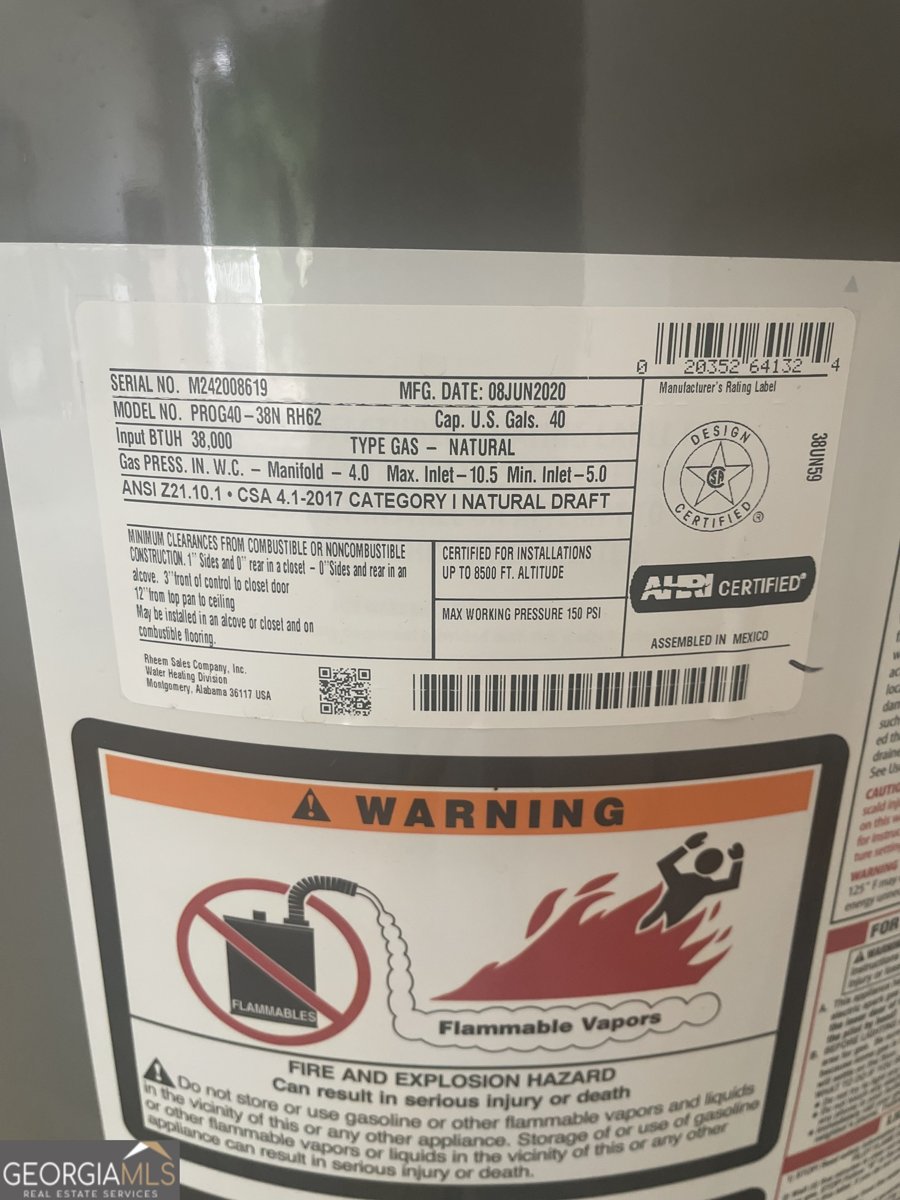 0 20352 64132 4
SERIAL NO. M242008619 MFG. DATE: 08JUN2020
Manufacturer's Rating Label
MODEL NO. PROG40-38N RH62 Cap. U.S. Gals. 40
Input BTUH 38,000 TYPE GAS - NATURAL
Gas PRESS. IN. W.C. - Manifold - 4.0 Max. Inlet-10.5 Min. Inlet-5.0
ANSI Z21.10.1 • CSA 4.1-2017 CATEGORY I NATURAL DRAFT
DESIGN
CERTIFIED®
38UN59
MINIMUM CLEARANCES FROM COMBUSTIBLE OR NONCOMBUSTIBLE
CONSTRUCTION. 1" Sides and 0" rear in a closet - 0" Sides and rear in an
alcove. 3" front of control to closet door
12" from top pan to ceiling
May be installed in an alcove or closet and on
combustible flooring.
CERTIFIED FOR INSTALLATIONS
UP TO 8500 FT. ALTITUDE
MAX WORKING PRESSURE 150 PSI
AHRI CERTIFIED®
ASSEMBLED IN MEXICO
Rheem Sales Company, Inc.
Water Heating Division
Montgomery, Alabama 36117 USA
WARNING
FLAMMABLES
Flammable Vapors
FIRE AND EXPLOSION HAZARD
Can result in serious injury or death
Do not store or use gasoline or other flammable vapors and liquids
in the vicinity of this or any other appliance. Storage of or use of gasoline
or other flammable vapors or liquids in the vicinity of this or any other
appliance can result in serious injury or death.
See
scald
on this
WARNING
125° F may
FOR
GEORGIAMLS
REAL ESTATE SERVICES